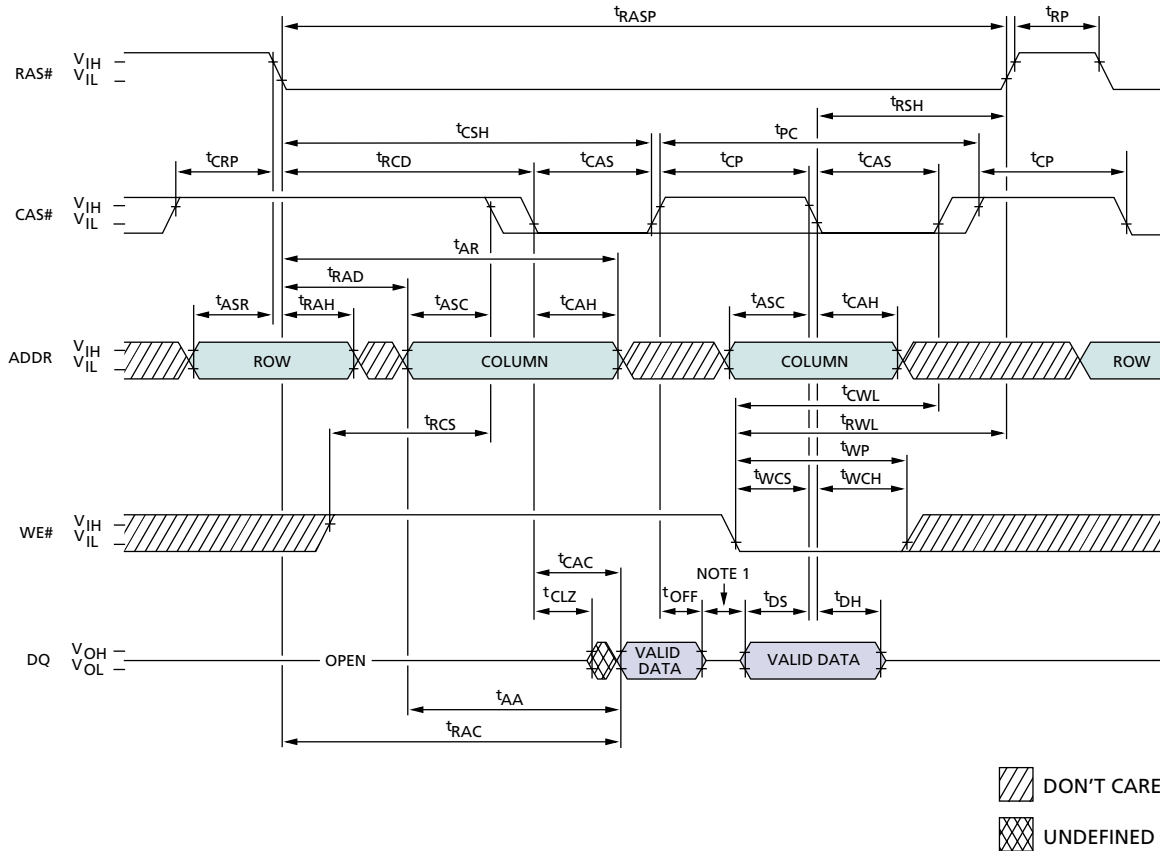 tRASP
tRP
RAS#
VIH
VIL
tRSH
tCSH
tPC
tCRP
tRCD
tCAS
tCP
tCAS
tCP
CAS#
VIH
VIL
tAR
tRAD
tASR
tRAH
tASC
tCAH
tASC
tCAH
ADDR
VIH
VIL
ROW
COLUMN
COLUMN
ROW
tCWL
tRCS
tRWL
tWP
tWCS
tWCH
WE#
VIH
VIL
tCAC
NOTE 1
tCLZ
tOFF
tDS
tDH
DQ
VOH
VOL
OPEN
VALID
DATA
VALID DATA
tAA
tRAC
DON'T CARE
UNDEFINED